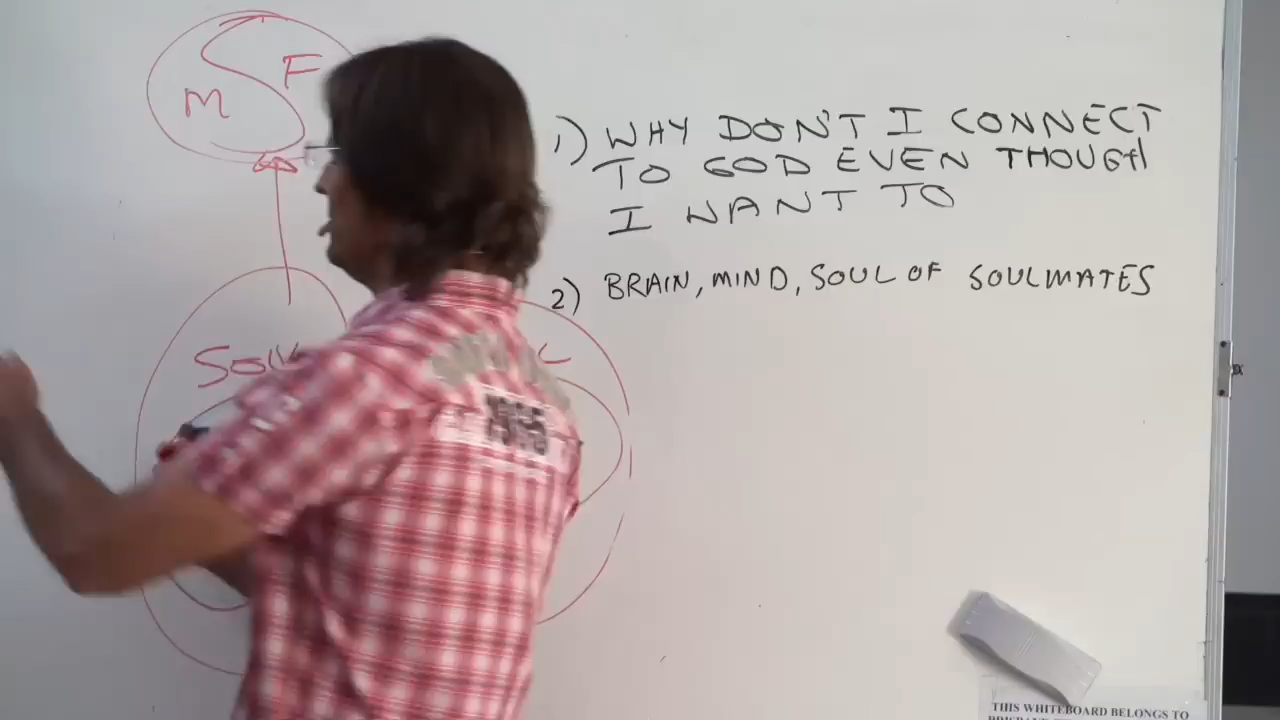 M
F
1) WHY DON'T I CONNECT
TO GOD EVEN THOUGH
I WANT TO
2) BRAIN, MIND, SOUL OF SOULMATES
THIS WHITEBOARD BELONGS TO